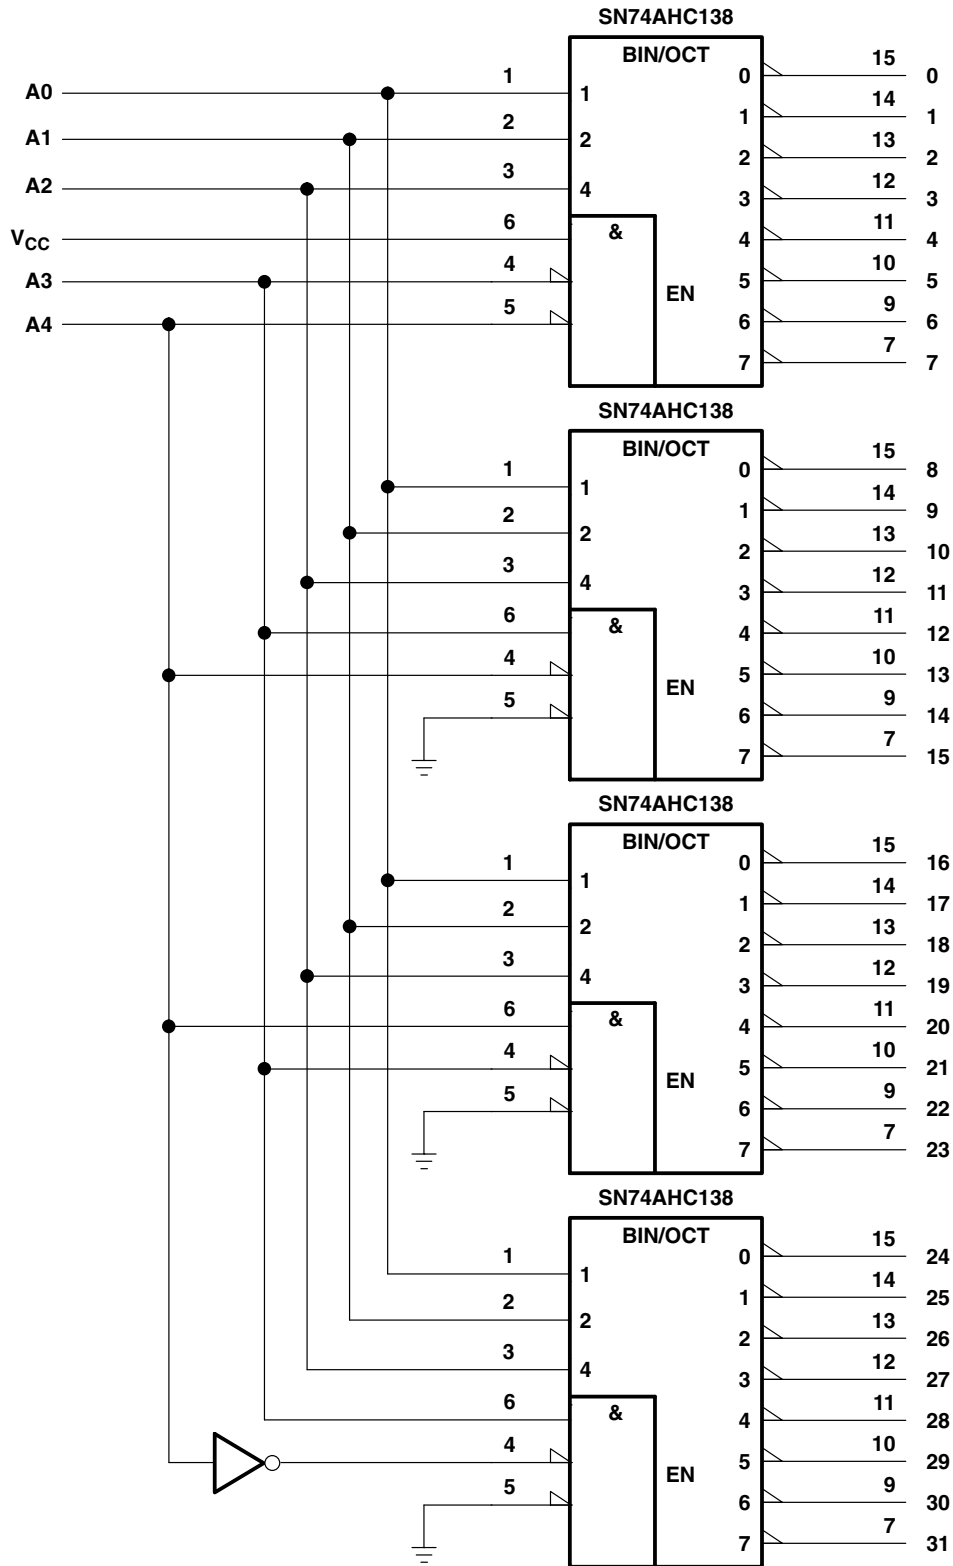 SN74AHC138
BIN/OCT
A0 1 1 0 15 0
A1 2 2 1 14 1
A2 3 4 2 13 2
3 12 3
VCC 6 & 4 11 4
A3 4 5 10 5
A4 5 EN 6 9 6
7 7 7
SN74AHC138
BIN/OCT
1 1 0 15 8
2 2 1 14 9
3 4 2 13 10
3 12 11
6 & 4 11 12
4 5 10 13
5 EN 6 9 14
7 7 15
SN74AHC138
BIN/OCT
1 1 0 15 16
2 2 1 14 17
3 4 2 13 18
3 12 19
6 & 4 11 20
4 5 10 21
5 EN 6 9 22
7 7 23
SN74AHC138
BIN/OCT
1 1 0 15 24
2 2 1 14 25
3 4 2 13 26
3 12 27
6 & 4 11 28
4 5 10 29
5 EN 6 9 30
7 7 31